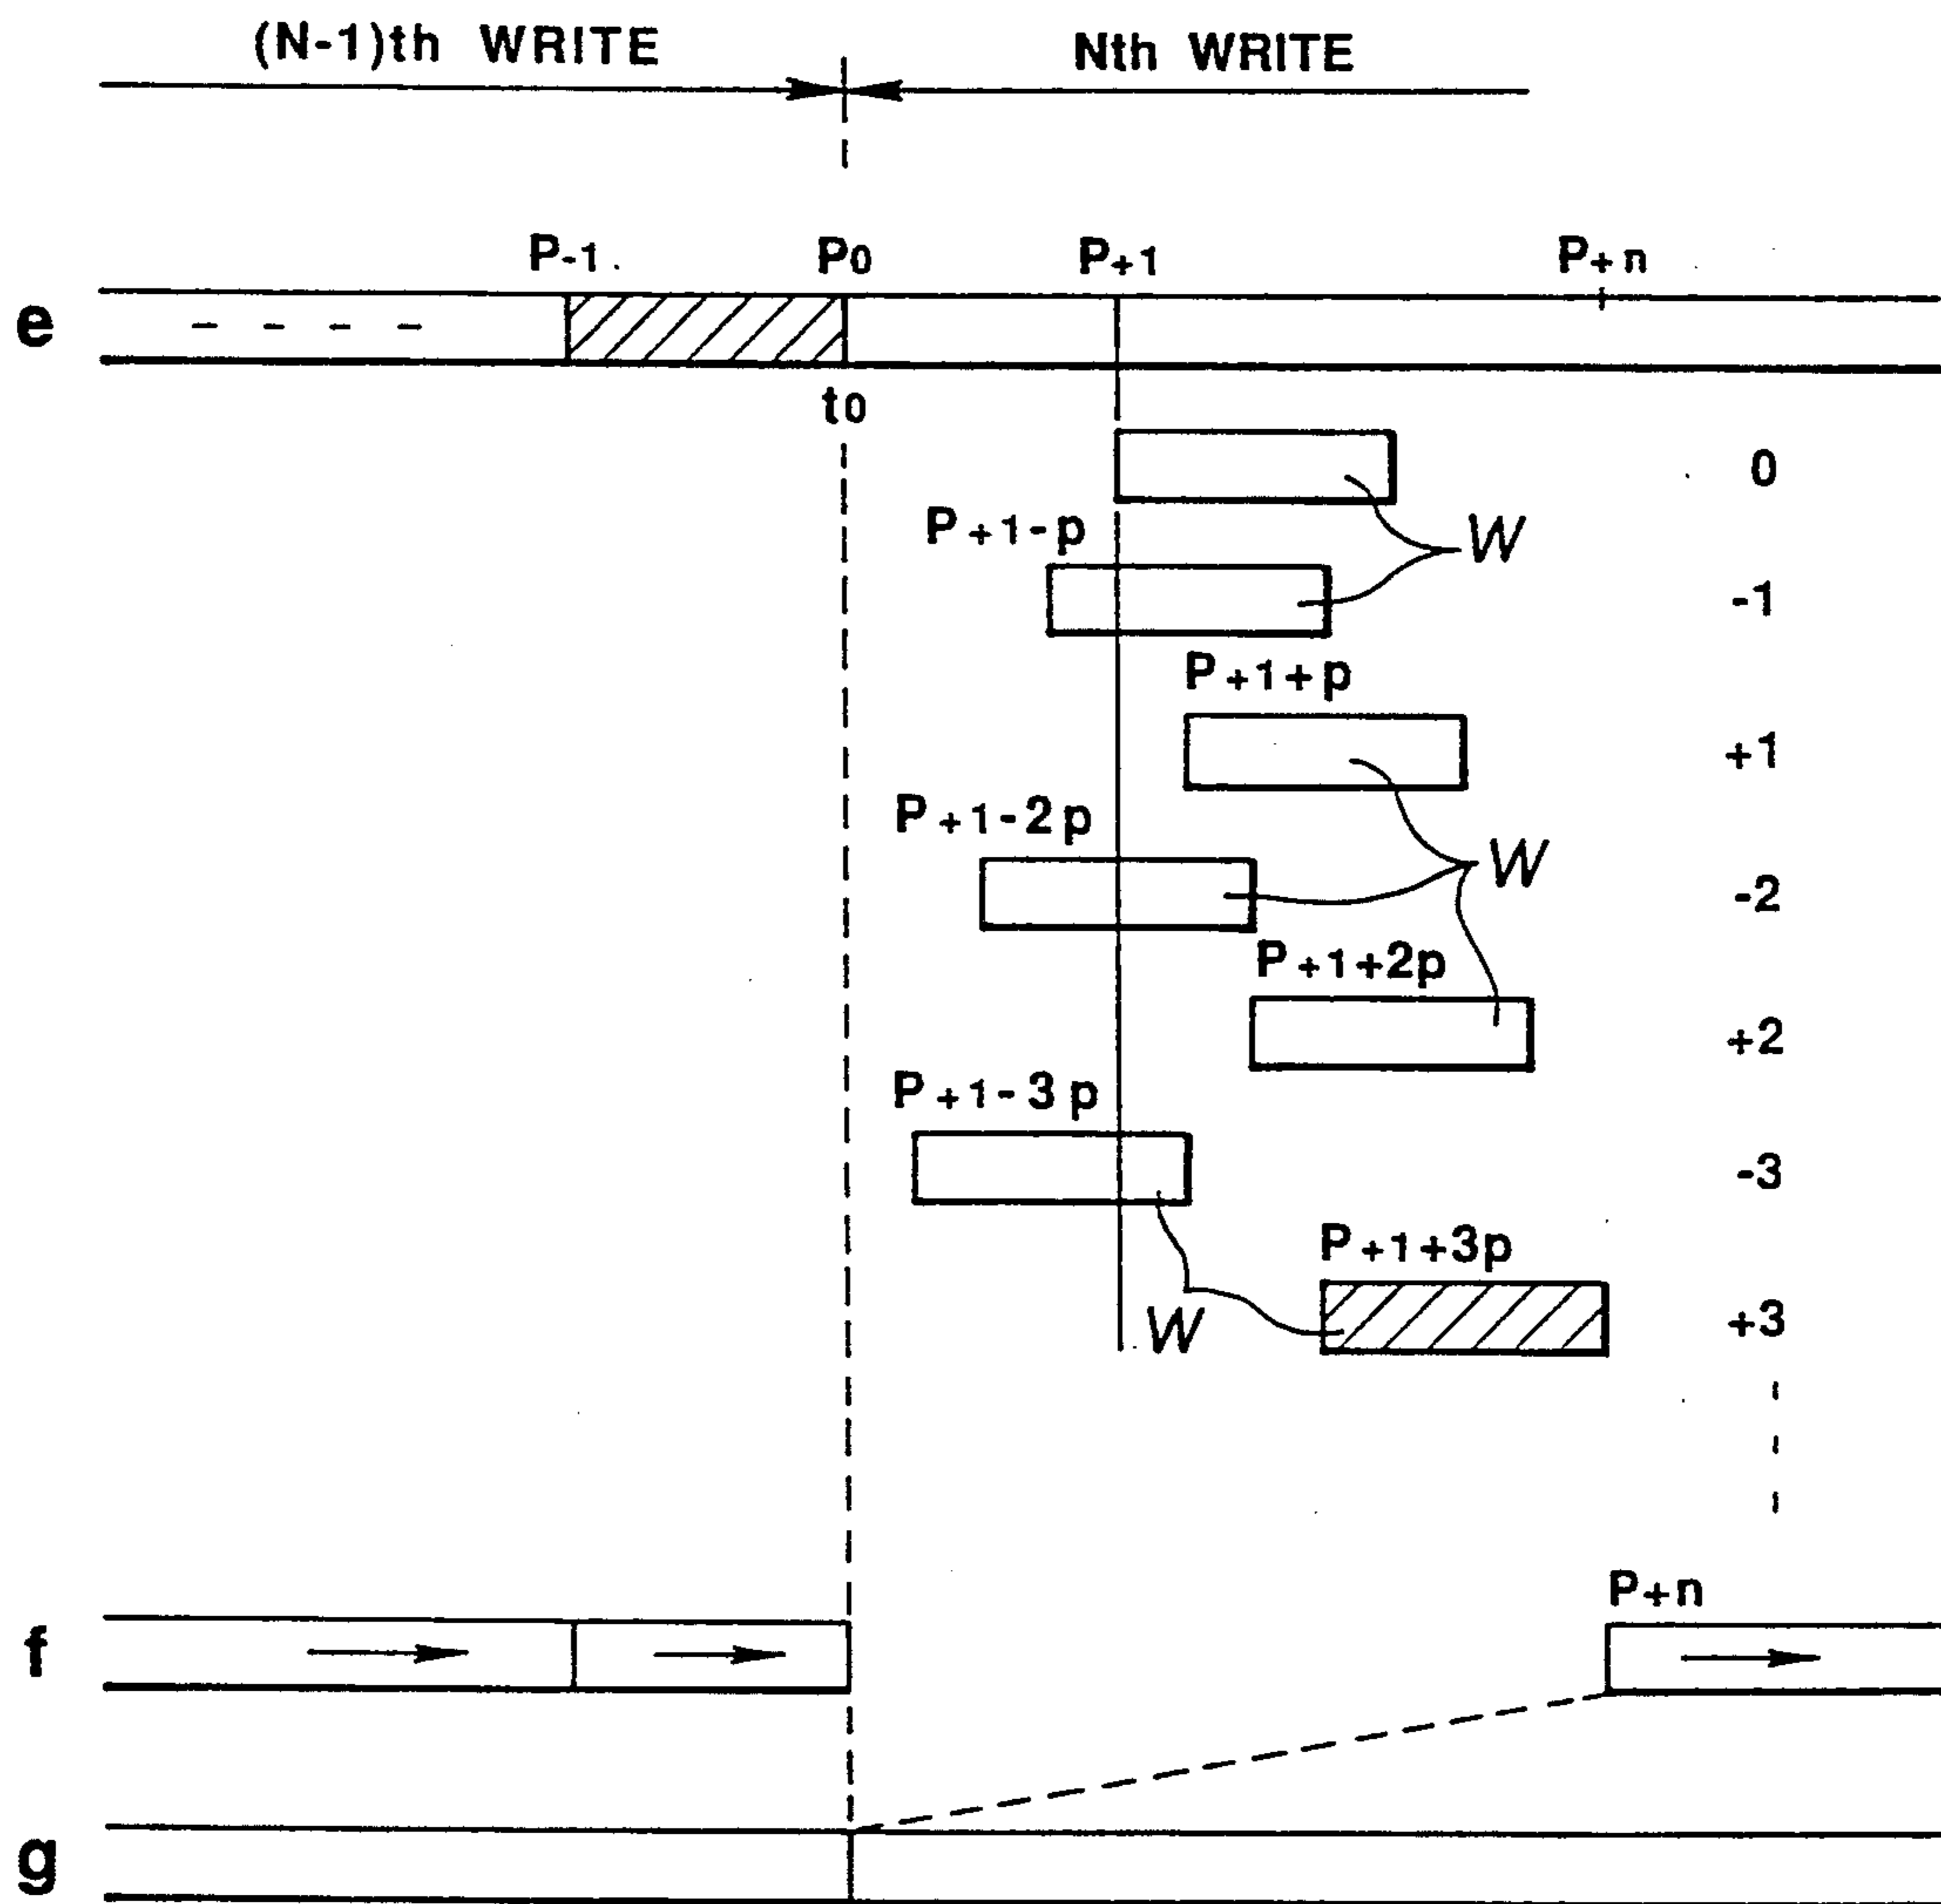 (N-1)th WRITE Nth WRITE
P-1 P0 P+1 P+n
e
t0
0
P+1-p
W
-1
P+1+p
+1
P+1-2p
W
-2
P+1+2p
+2
P+1-3p
-3
P+1+3p
W
+3
P+n
f
g